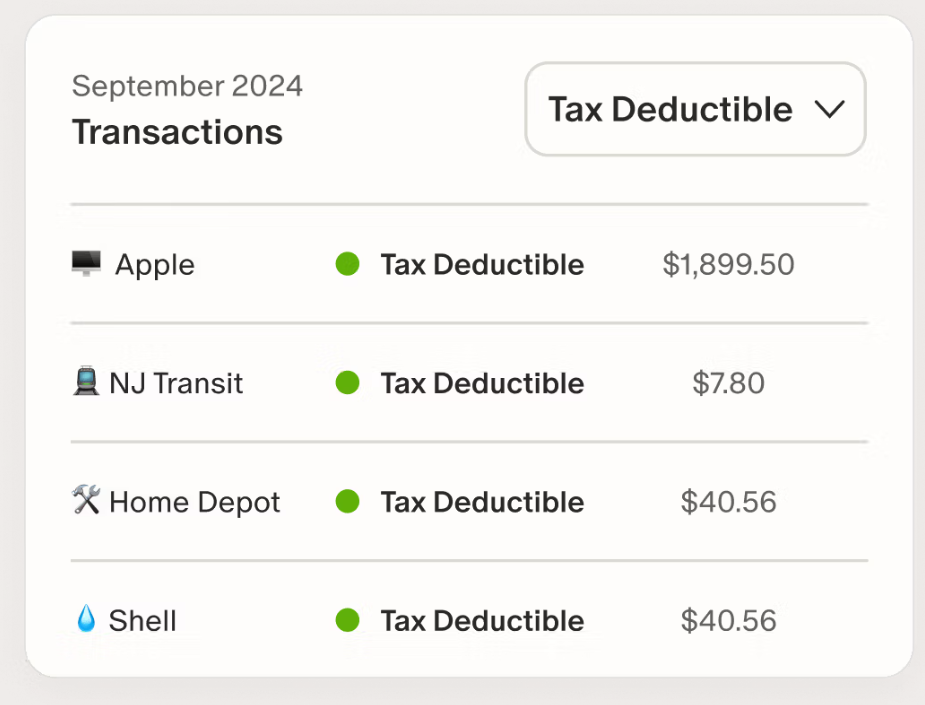 September 2024
Transactions
Tax Deductible
Apple Tax Deductible $1,899.50
NJ Transit Tax Deductible $7.80
Home Depot Tax Deductible $40.56
Shell Tax Deductible $40.56